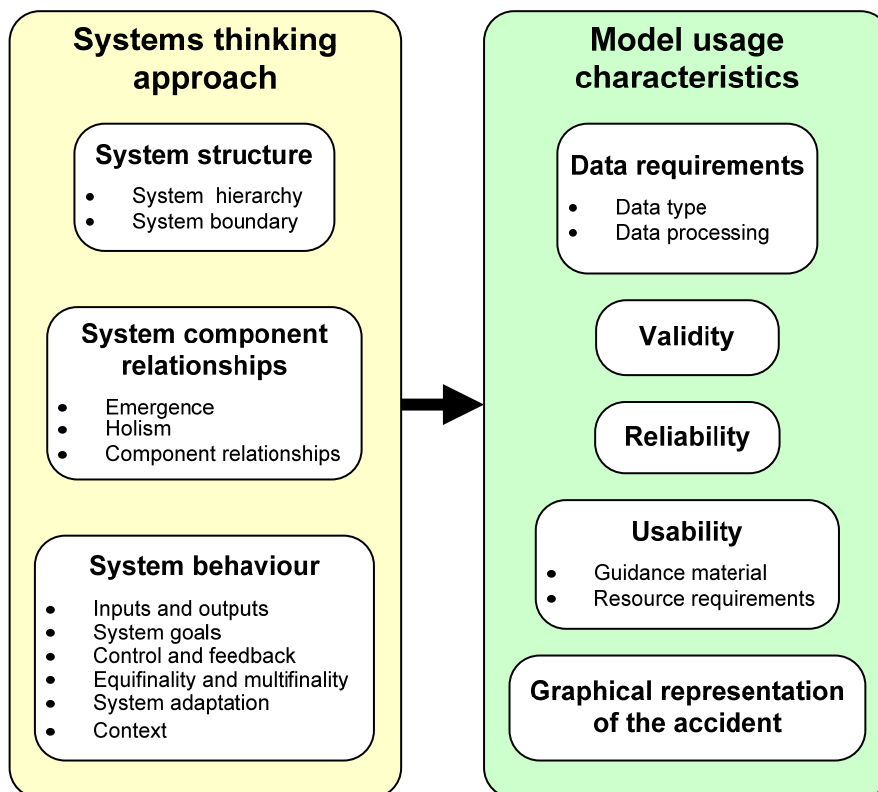 Systems thinking
approach
System structure
• System hierarchy
• System boundary
System component
relationships
• Emergence
• Holism
• Component relationships
System behaviour
• Inputs and outputs
• System goals
• Control and feedback
• Equifinality and multifinality
• System adaptation
• Context
Model usage
characteristics
Data requirements
• Data type
• Data processing
Validity
Reliability
Usability
• Guidance material
• Resource requirements
Graphical representation
of the accident